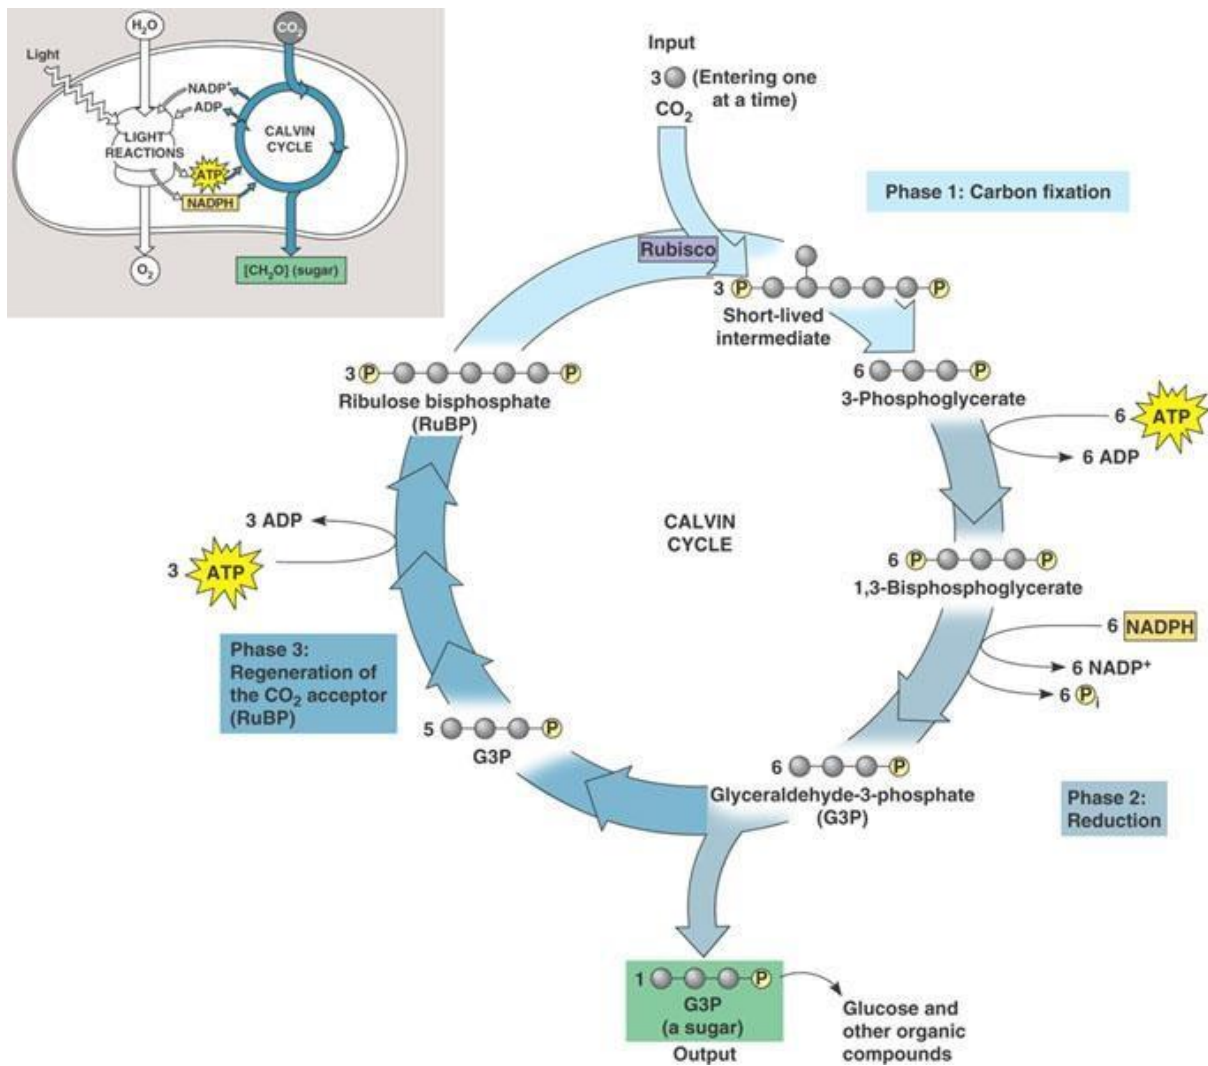 H₂O
CO₂
Light
NADP⁺
ADP
LIGHT
REACTIONS
CALVIN
CYCLE
ATP
NADPH
O₂
[CH₂O] (sugar)
Input
3 (Entering one
at a time)
CO₂
Phase 1: Carbon fixation
Rubisco
3 P P
Short-lived
intermediate
3 P P
Ribulose bisphosphate
(RuBP)
6 P
3-Phosphoglycerate
6 ATP
6 ADP
3 ADP
3 ATP
CALVIN
CYCLE
6 P P
1,3-Bisphosphoglycerate
6 NADPH
6 NADP⁺
6 Pᵢ
Phase 3:
Regeneration of
the CO₂ acceptor
(RuBP)
5 P
G3P
6 P
Glyceraldehyde-3-phosphate
(G3P)
Phase 2:
Reduction
1 P
G3P
(a sugar)
Output
Glucose and
other organic
compounds